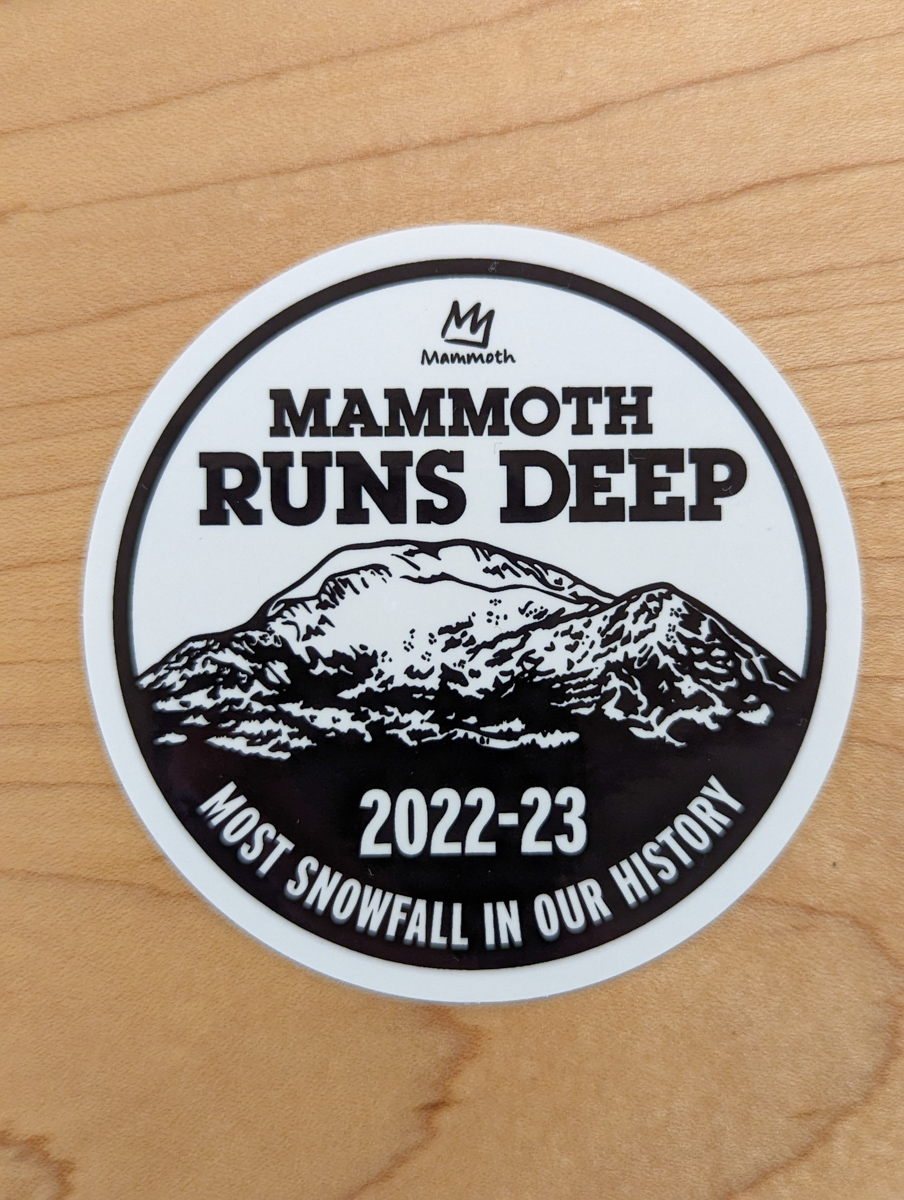 Mammoth
MAMMOTH
RUNS DEEP
2022-23
MOST SNOWFALL IN OUR HISTORY